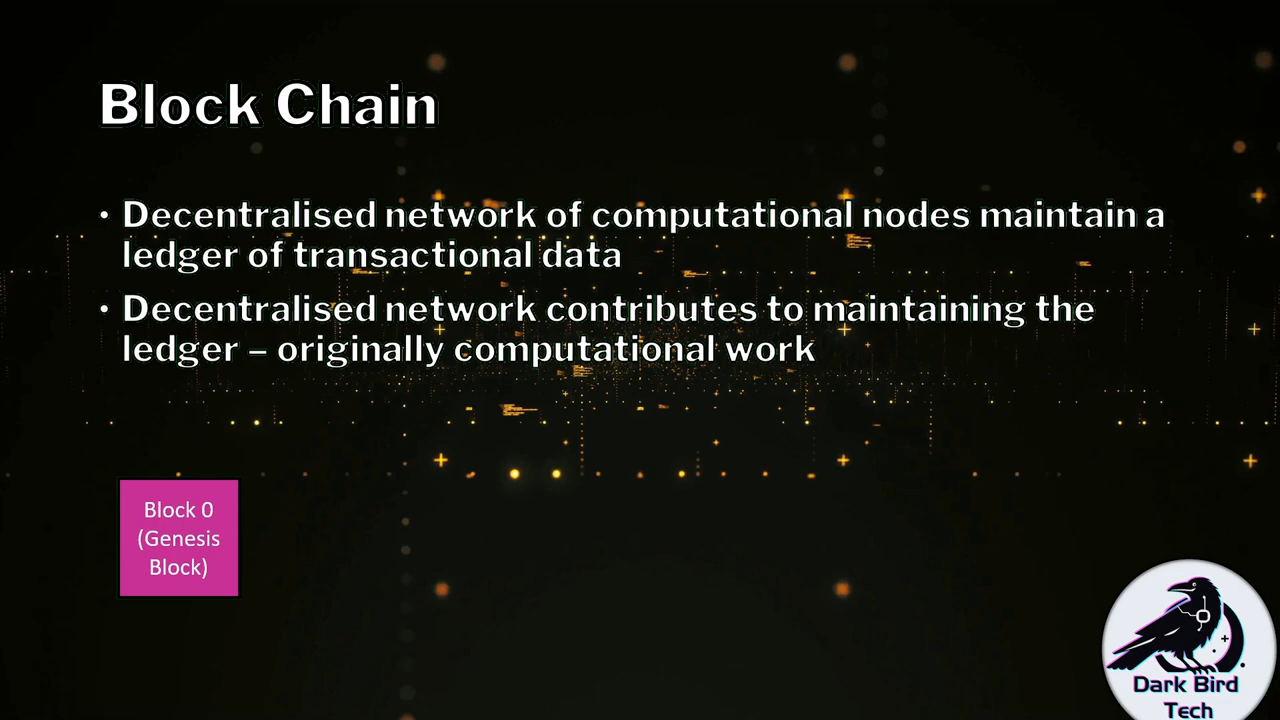 Block Chain
• Decentralised network of computational nodes maintain a
ledger of transactional data
• Decentralised network contributes to maintaining the
ledger – originally computational work
Block 0
(Genesis
Block)
Dark Bird
Tech